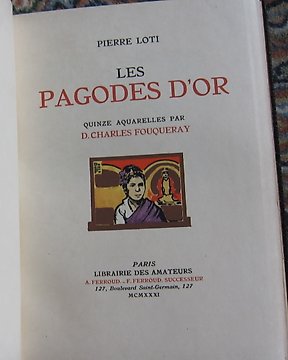 PIERRE LOTI
LES
PAGODES D'OR
QUINZE AQUARELLES PAR
D. CHARLES FOUQUERAY
PARIS
LIBRAIRIE DES AMATEURS
A. FERROUD. — F. FERROUD, SUCCESSEUR
127, Boulevard Saint-Germain, 127
MCMXXXI